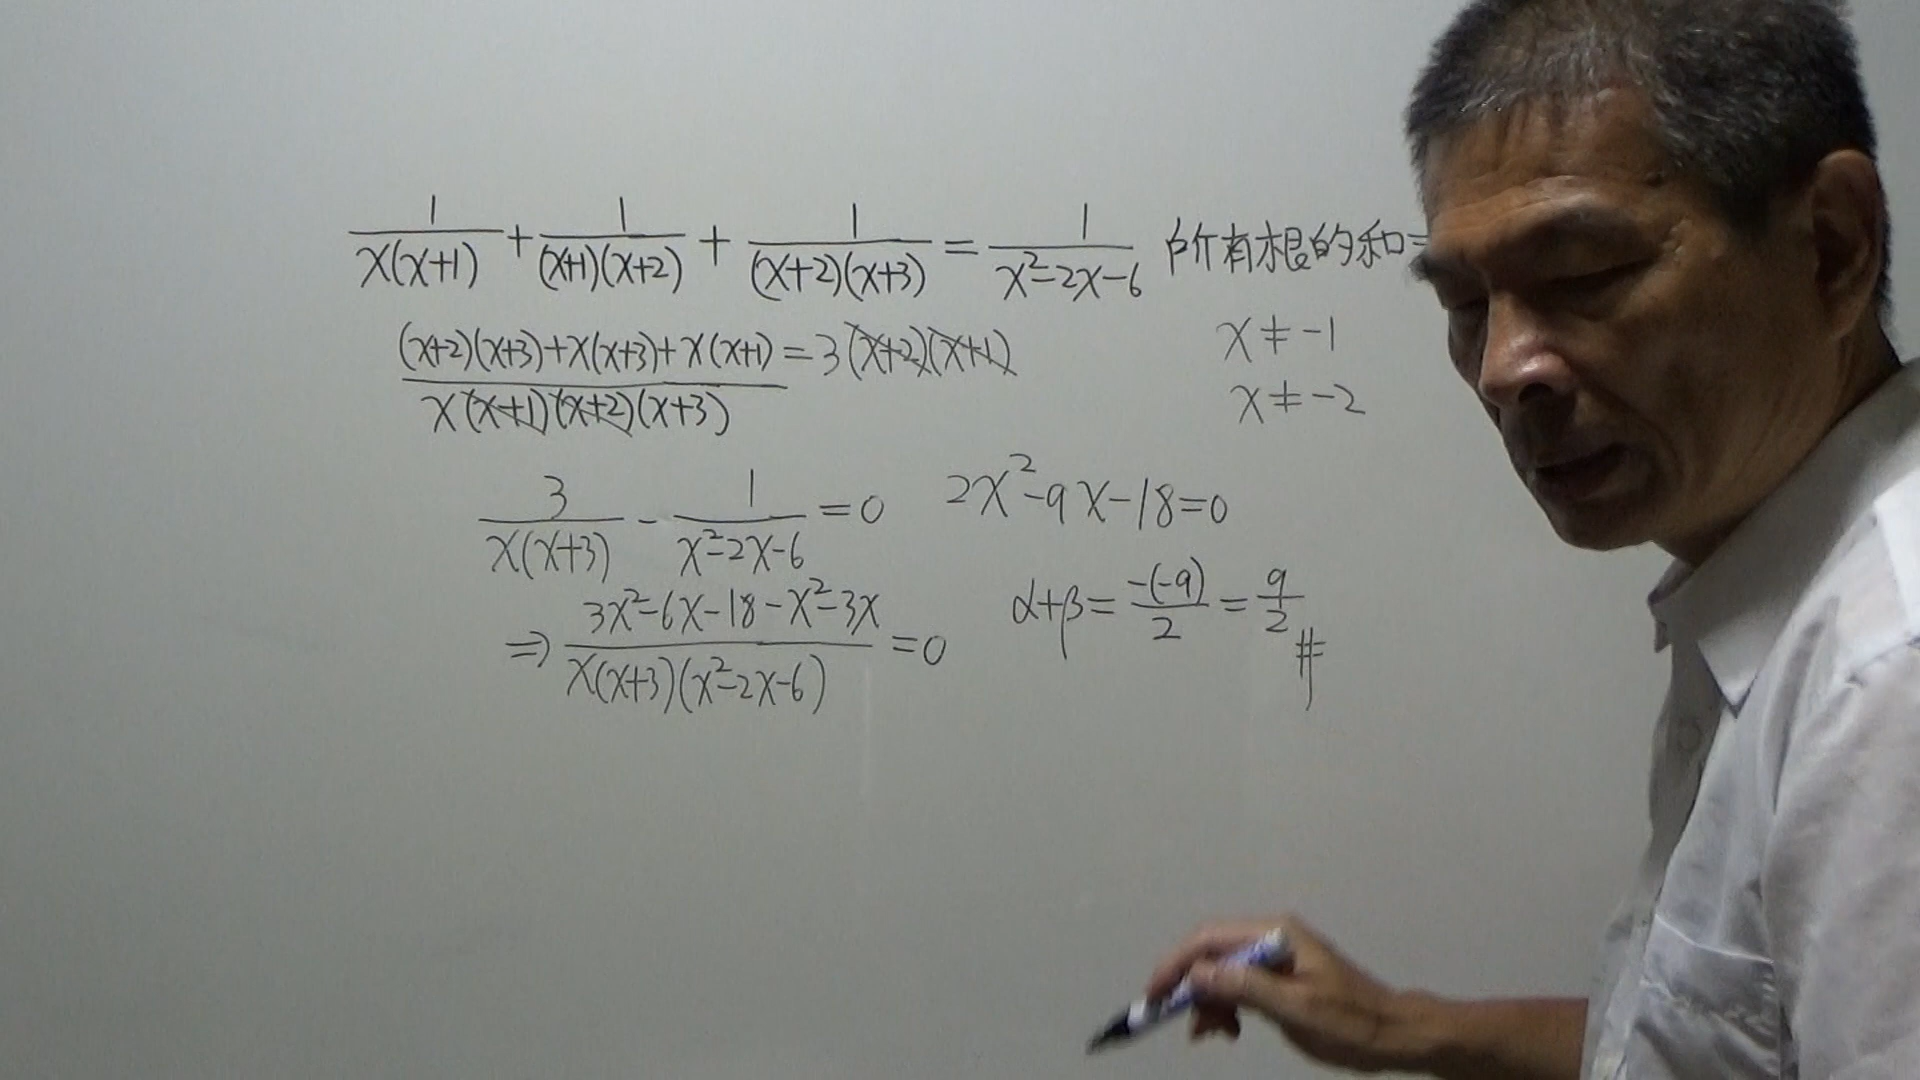 1/x(x+1) + 1/(x+1)(x+2) + 1/(x+2)(x+3) = 1/x²-2x-6 所有根的和=
(x+2)(x+3)+x(x+3)+x(x+1)/x(x+1)(x+2)(x+3) = 3(x+2)(x+1)
x≠-1
x≠-2
3/x(x+3) - 1/x²-2x-6 = 0
2x²-9x-18=0
⇒ 3x²-6x-18-x²-3x/x(x+3)(x²-2x-6) = 0
α+β = -(-9)/2 = 9/2 #